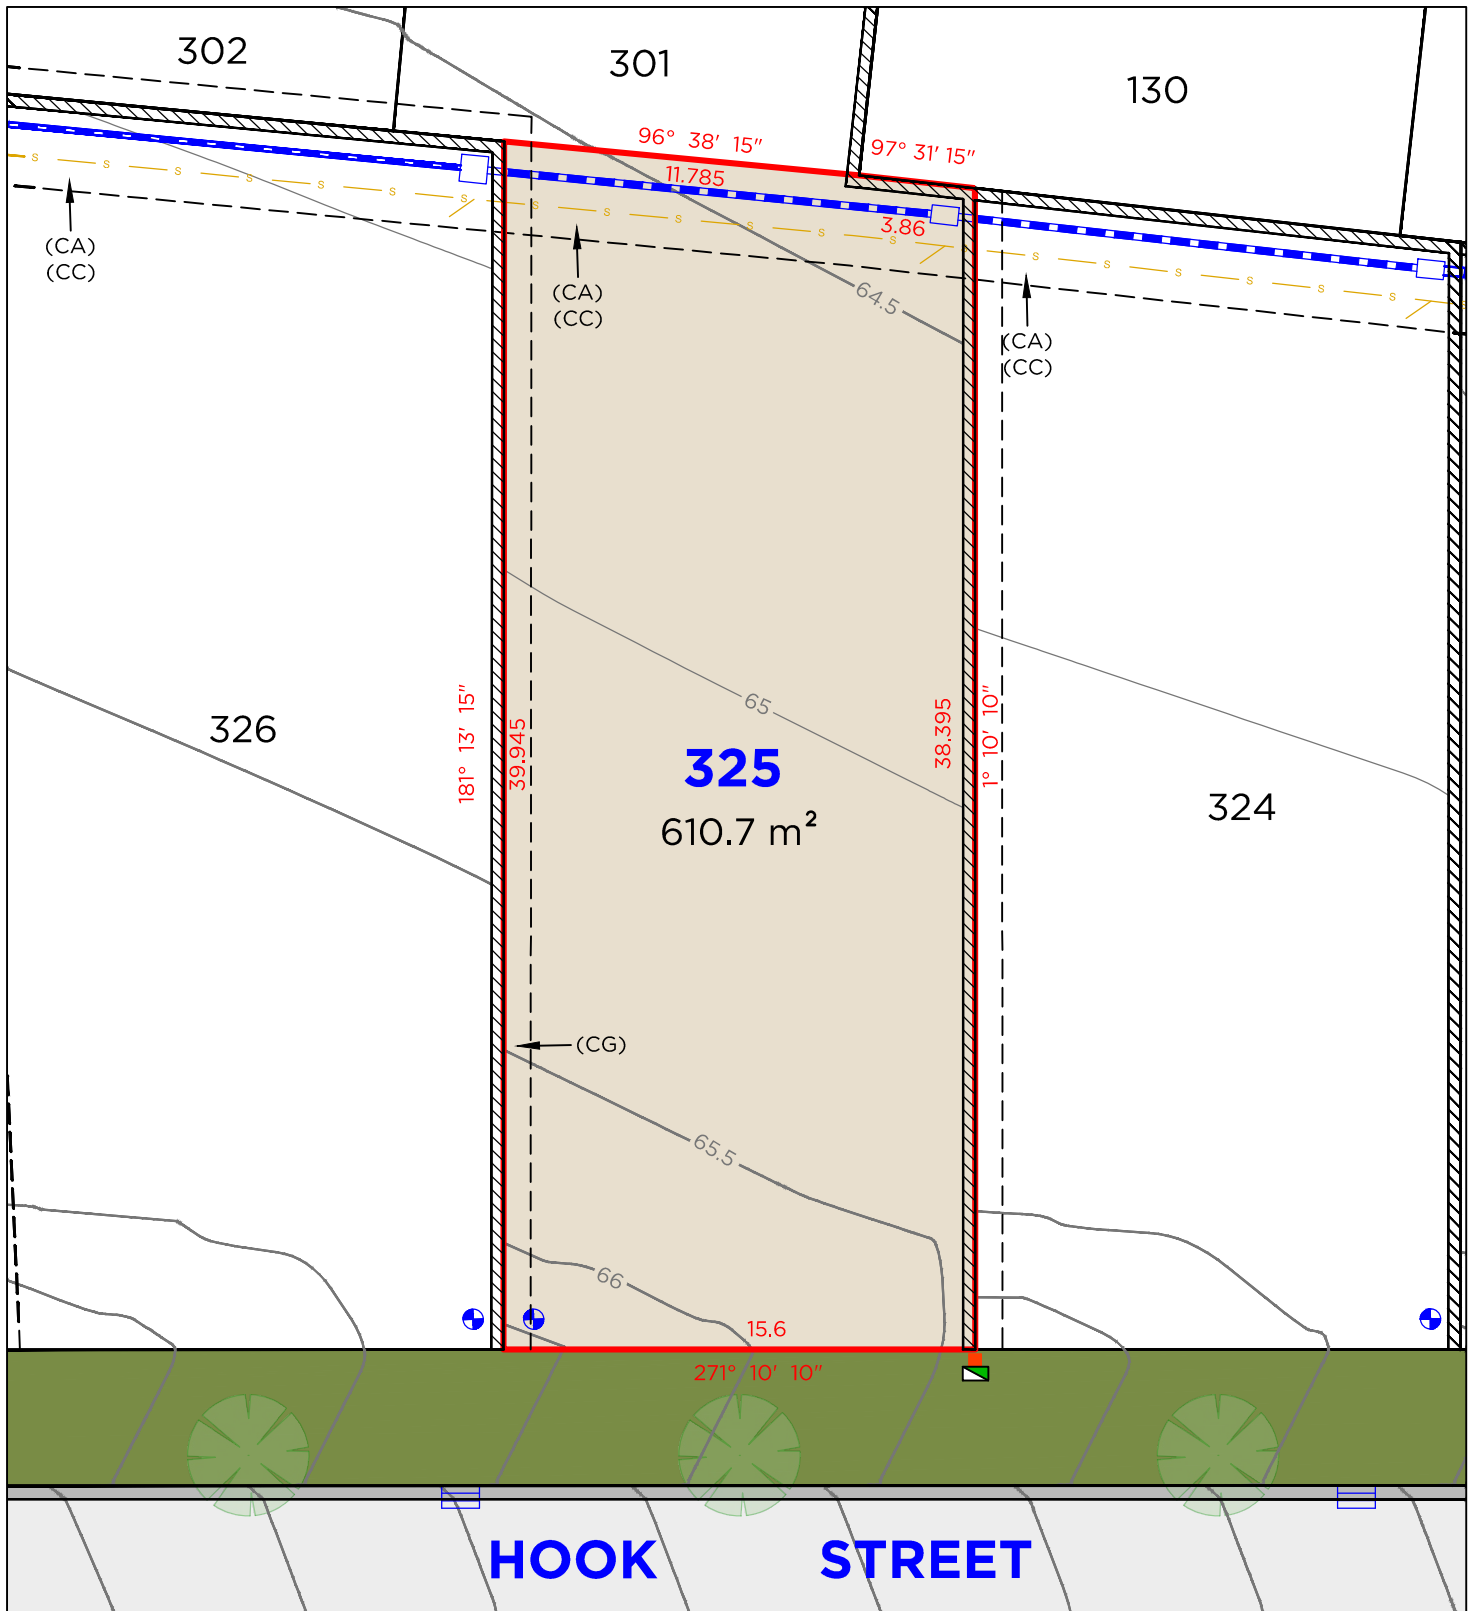 302
301
130
96° 38' 15"
97° 31' 15"
11.785
3.86
S S S S S S S S S S S S S S S S S S
(CA)
(CC)
(CA)
(CC)
(CA)
(CC)
64.5
65
181° 13' 15"
39.945
38.395
1° 10' 10"
326
325
610.7 m²
324
(CG)
65.5
66
15.6
271° 10' 10"
HOOK STREET